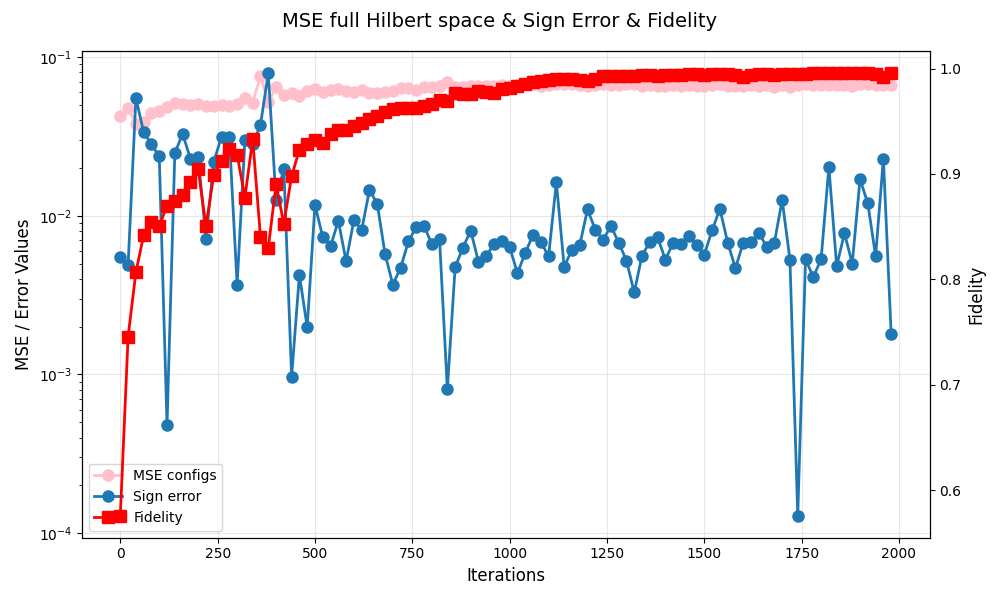 MSE full Hilbert space & Sign Error & Fidelity
MSE / Error Values
10⁻¹
10⁻²
10⁻³
10⁻⁴
1.0
0.9
0.8
0.7
0.6
Fidelity
MSE configs
Sign error
Fidelity
0 250 500 750 1000 1250 1500 1750 2000
Iterations